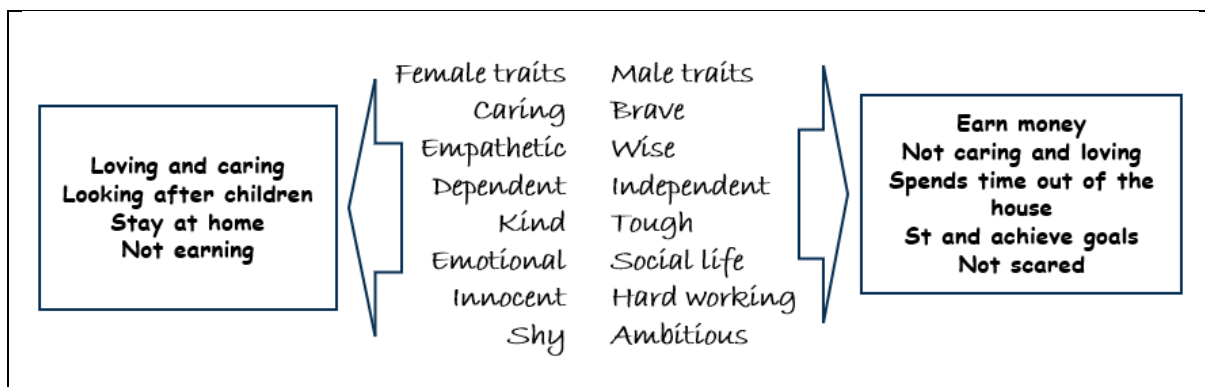 Loving and caring
Looking after children
Stay at home
Not earning
Female traits
Caring
Empathetic
Dependent
Kind
Emotional
Innocent
Shy
Male traits
Brave
Wise
Independent
Tough
Social life
Hard working
Ambitious
Earn money
Not caring and loving
Spends time out of the
house
St and achieve goals
Not scared